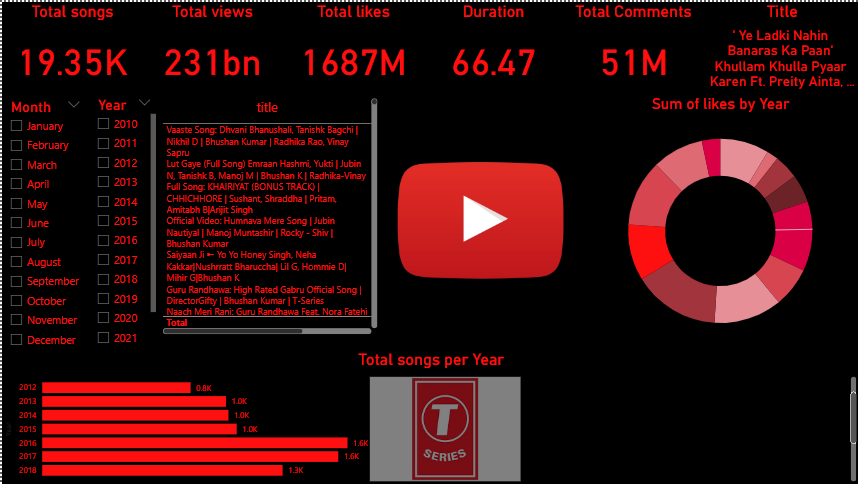 Total songs
Total views
Total likes
Duration
Total Comments
Title
19.35K
231bn
1687M
66.47
51M
' Ye Ladki Nahin
Banaras Ka Paan'
Khullam Khulla Pyaar
Karen Ft. Preity Ainta, ...
Month
January
February
March
April
May
June
July
August
September
October
November
December
Year
2010
2011
2012
2013
2014
2015
2016
2017
2018
2019
2020
2021
title
Vaaste Song: Dhvani Bhanushali, Tanishk Bagchi |
Nikhil D | Bhushan Kumar | Radhika Rao, Vinay
Sapru
Lut Gaye (Full Song) Emraan Hashmi, Yukti | Jubin
N, Tanishk B, Manoj M | Bhushan K | Radhika-Vinay
Full Song: KHAIRIYAT (BONUS TRACK) |
CHHICHHORE | Sushant, Shraddha | Pritam,
Amitabh B|Arijit Singh
Official Video: Humnava Mere Song | Jubin
Nautiyal | Manoj Muntashir | Rocky - Shiv |
Bhushan Kumar
Saiyaan Ji ► Yo Yo Honey Singh, Neha
Kakkar|Nushrratt Bharuccha| Lil G, Hommie D|
Mihir G|Bhushan K
Guru Randhawa: High Rated Gabru Official Song |
DirectorGifty | Bhushan Kumar | T-Series
Naach Meri Rani: Guru Randhawa Feat. Nora Fatehi
Total
Sum of likes by Year
Total songs per Year
2012 0.8K
2013 1.0K
2014 1.0K
2015 1.0K
2016 1.6K
2017 1.6K
2018 1.3K
T
SERIES